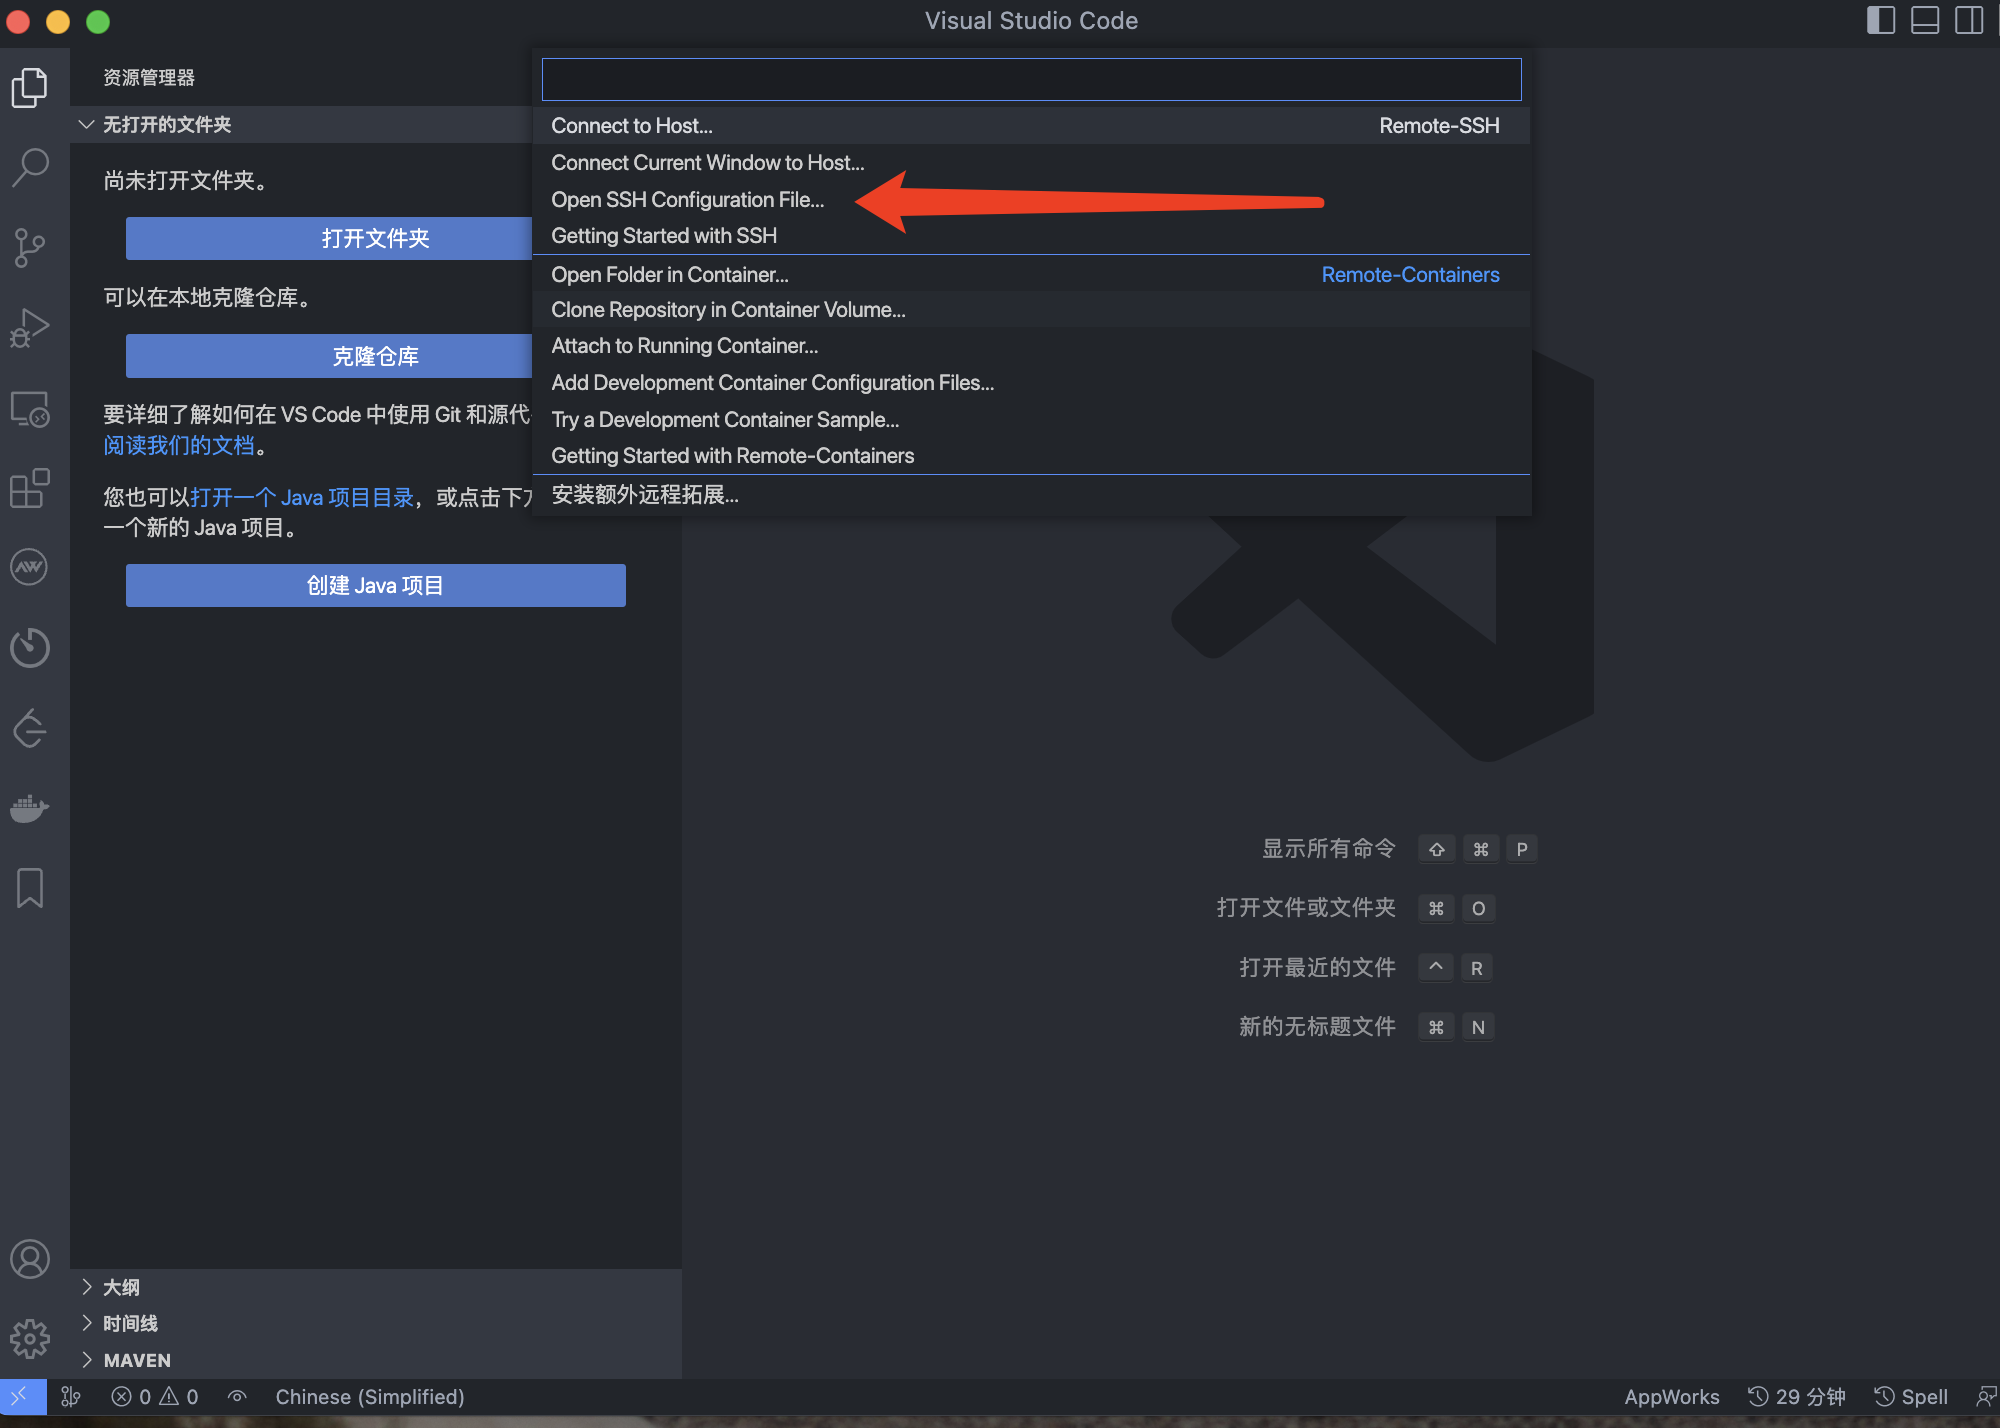 Visual Studio Code
资源管理器
无打开的文件夹
尚未打开文件夹。
打开文件夹
可以在本地克隆仓库。
克隆仓库
要详细了解如何在 VS Code 中使用 Git 和源代
阅读我们的文档。
您也可以打开一个 Java 项目目录，或点击下
一个新的 Java 项目。
创建 Java 项目
Connect to Host... Remote-SSH
Connect Current Window to Host...
Open SSH Configuration File...
Getting Started with SSH
Open Folder in Container... Remote-Containers
Clone Repository in Container Volume...
Attach to Running Container...
Add Development Container Configuration Files...
Try a Development Container Sample...
Getting Started with Remote-Containers
安装额外远程拓展...
显示所有命令 ⇧ ⌘ P
打开文件或文件夹 ⌘ O
打开最近的文件 ^ R
新的无标题文件 ⌘ N
大纲
时间线
MAVEN
0 0 Chinese (Simplified) AppWorks 29 分钟 Spell